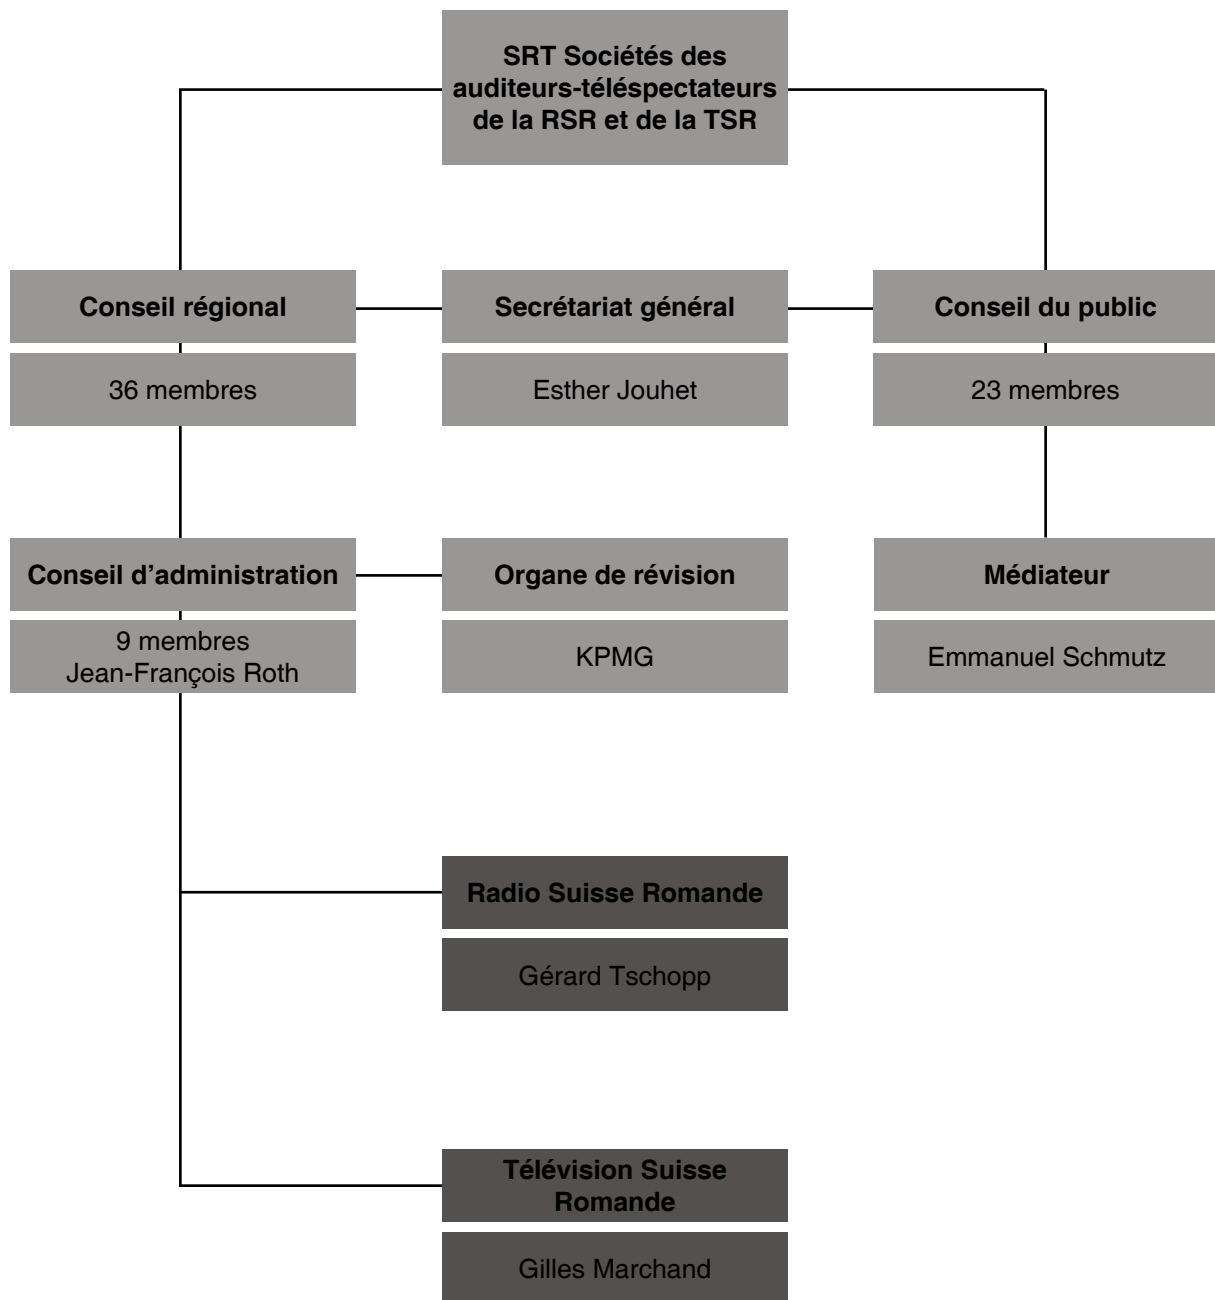 SRT Sociétés des
auditeurs-téléspectateurs
de la RSR et de la TSR
Conseil régional
Secrétariat général
Conseil du public
36 membres
Esther Jouhet
23 membres
Conseil d'administration
Organe de révision
Médiateur
9 membres
Jean-François Roth
KPMG
Emmanuel Schmutz
Radio Suisse Romande
Gérard Tschopp
Télévision Suisse
Romande
Gilles Marchand